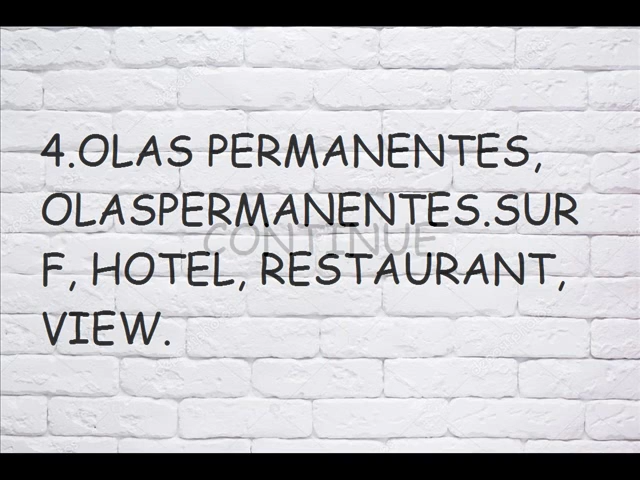 4.OLAS PERMANENTES,
OLASPERMANENTES.SUR
CONTINUE
F, HOTEL, RESTAURANT,
VIEW.